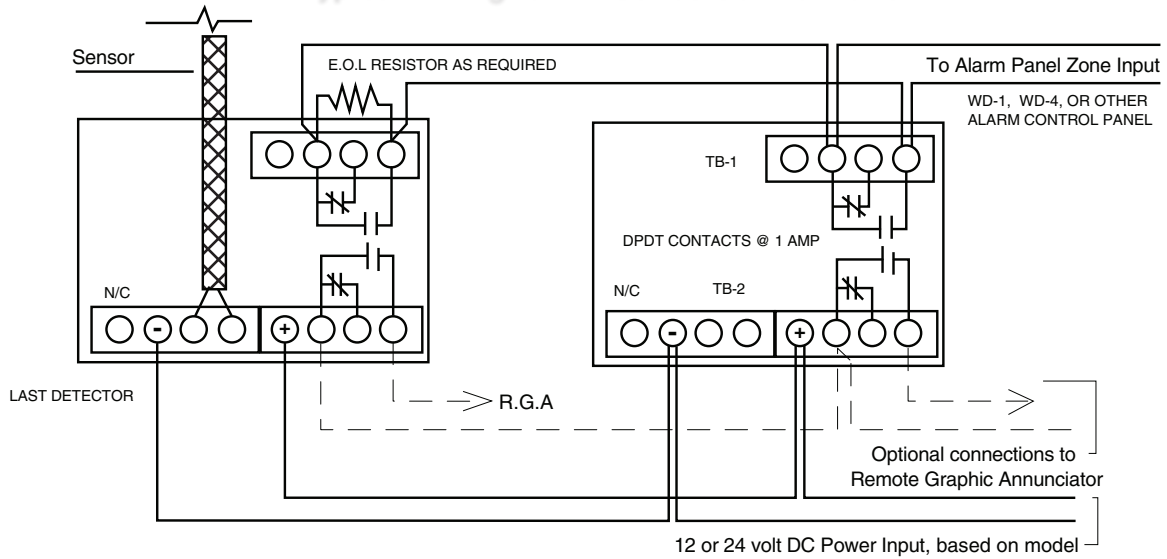 Sensor
E.O.L RESISTOR AS REQUIRED
To Alarm Panel Zone Input
WD-1, WD-4, OR OTHER
ALARM CONTROL PANEL
TB-1
DPDT CONTACTS @ 1 AMP
N/C
N/C
TB-2
-
+
-
+
LAST DETECTOR
R.G.A
Optional connections to
Remote Graphic Annunciator
12 or 24 volt DC Power Input, based on model